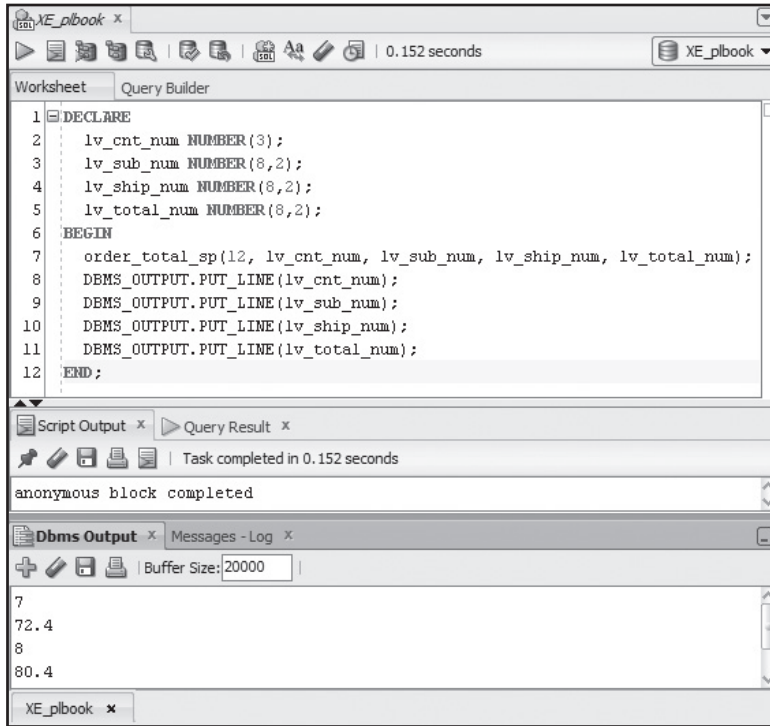 XE_plbook x
0.152 seconds
XE_plbook
Worksheet Query Builder
1 DECLARE
2 lv_cnt_num NUMBER(3);
3 lv_sub_num NUMBER(8,2);
4 lv_ship_num NUMBER(8,2);
5 lv_total_num NUMBER(8,2);
6 BEGIN
7 order_total_sp(12, lv_cnt_num, lv_sub_num, lv_ship_num, lv_total_num);
8 DBMS_OUTPUT.PUT_LINE(lv_cnt_num);
9 DBMS_OUTPUT.PUT_LINE(lv_sub_num);
10 DBMS_OUTPUT.PUT_LINE(lv_ship_num);
11 DBMS_OUTPUT.PUT_LINE(lv_total_num);
12 END;
Script Output x Query Result x
Task completed in 0.152 seconds
anonymous block completed
Dbms Output x Messages - Log x
Buffer Size: 20000
7
72.4
8
80.4
XE_plbook x